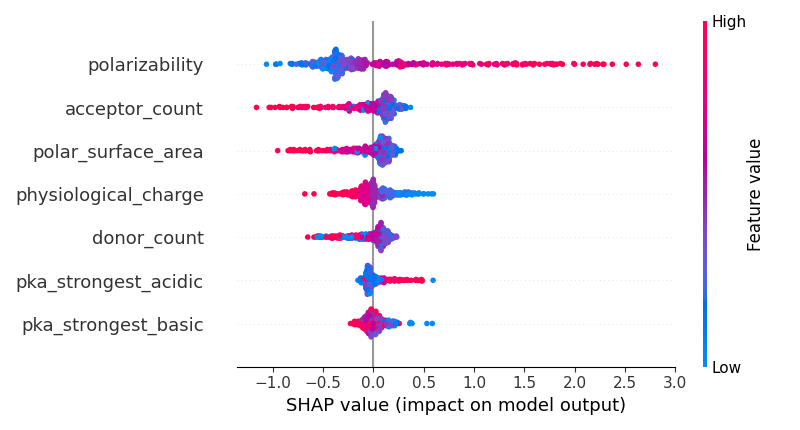 High
polarizability
acceptor_count
polar_surface_area
physiological_charge
donor_count
pka_strongest_acidic
pka_strongest_basic
Feature value
Low
−1.0 −0.5 0.0 0.5 1.0 1.5 2.0 2.5 3.0
SHAP value (impact on model output)